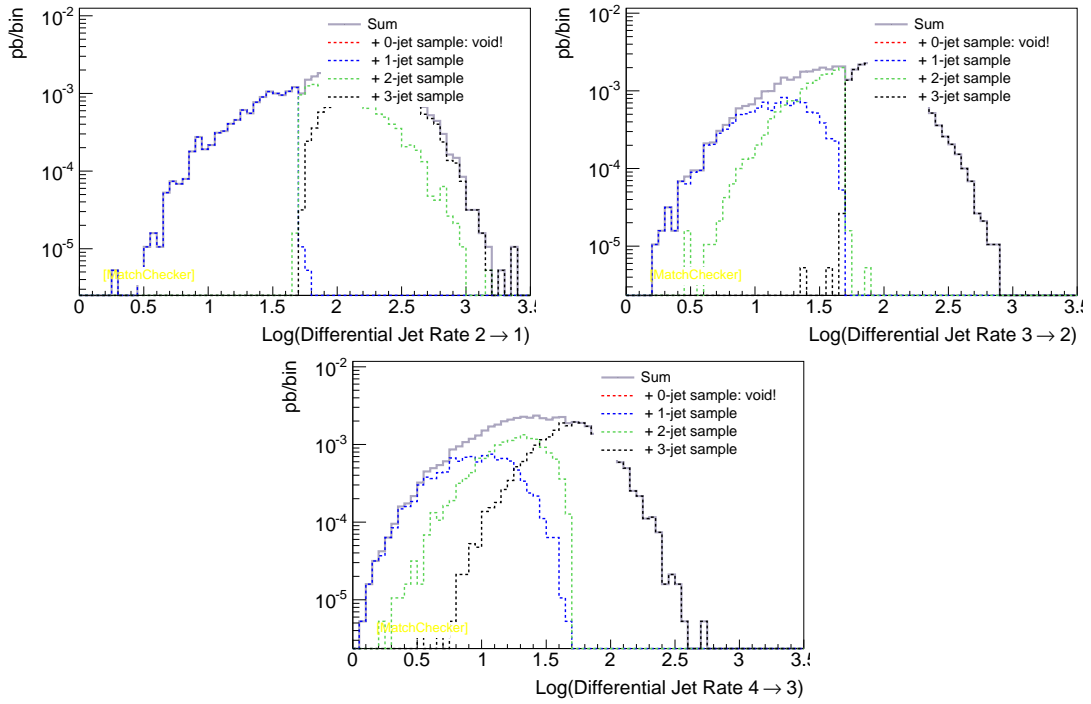 pb/bin
10⁻²
10⁻³
10⁻⁴
10⁻⁵
Sum
+ 0-jet sample: void!
+ 1-jet sample
+ 2-jet sample
+ 3-jet sample
[MatchChecker]
0.5 1 1.5 2 2.5 3 3.5
Log(Differential Jet Rate 2 → 1)
pb/bin
10⁻²
10⁻³
10⁻⁴
10⁻⁵
Sum
+ 0-jet sample: void!
+ 1-jet sample
+ 2-jet sample
+ 3-jet sample
[MatchChecker]
0 0.5 1 1.5 2 2.5 3 3.5
Log(Differential Jet Rate 3 → 2)
pb/bin
10⁻²
10⁻³
10⁻⁴
10⁻⁵
Sum
+ 0-jet sample: void!
+ 1-jet sample
+ 2-jet sample
+ 3-jet sample
[MatchChecker]
0 0.5 1 1.5 2 2.5 3 3.5
Log(Differential Jet Rate 4 → 3)